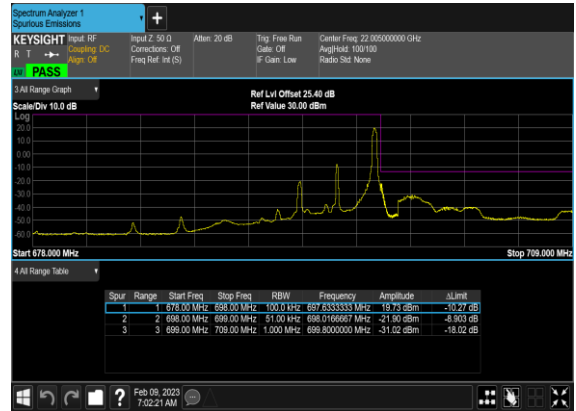 Spectrum Analyzer 1
Spurious Emissions
KEYSIGHT Input: RF Input Z: 50 Ω Atten: 20 dB Trig: Free Run Center Freq: 22.005000000 GHz
R T Coupling: DC Corrections: Off Gate: Off Avg|Hold: 100/100
Align: Off Freq Ref: Int (S) IF Gain: Low Radio Std: None
PASS
3 All Range Graph
Ref Lvl Offset 25.40 dB
Scale/Div 10.0 dB Ref Value 30.00 dBm
Log
20.0
10.0
0.00
-10.0
-20.0
-30.0
-40.0
-50.0
-60.0
Start 678.000 MHz Stop 709.000 MHz
4 All Range Table
Spur Range Start Freq Stop Freq RBW Frequency Amplitude ΔLimit
1 1 678.00 MHz 698.00 MHz 100.0 kHz 697.6333333 MHz 19.73 dBm -10.27 dB
2 2 698.00 MHz 699.00 MHz 51.00 kHz 698.0166667 MHz -21.90 dBm -8.903 dB
3 3 699.00 MHz 709.00 MHz 1.000 MHz 699.8000000 MHz -31.02 dBm -18.02 dB
? Feb 09, 2023
7:02:21 AM